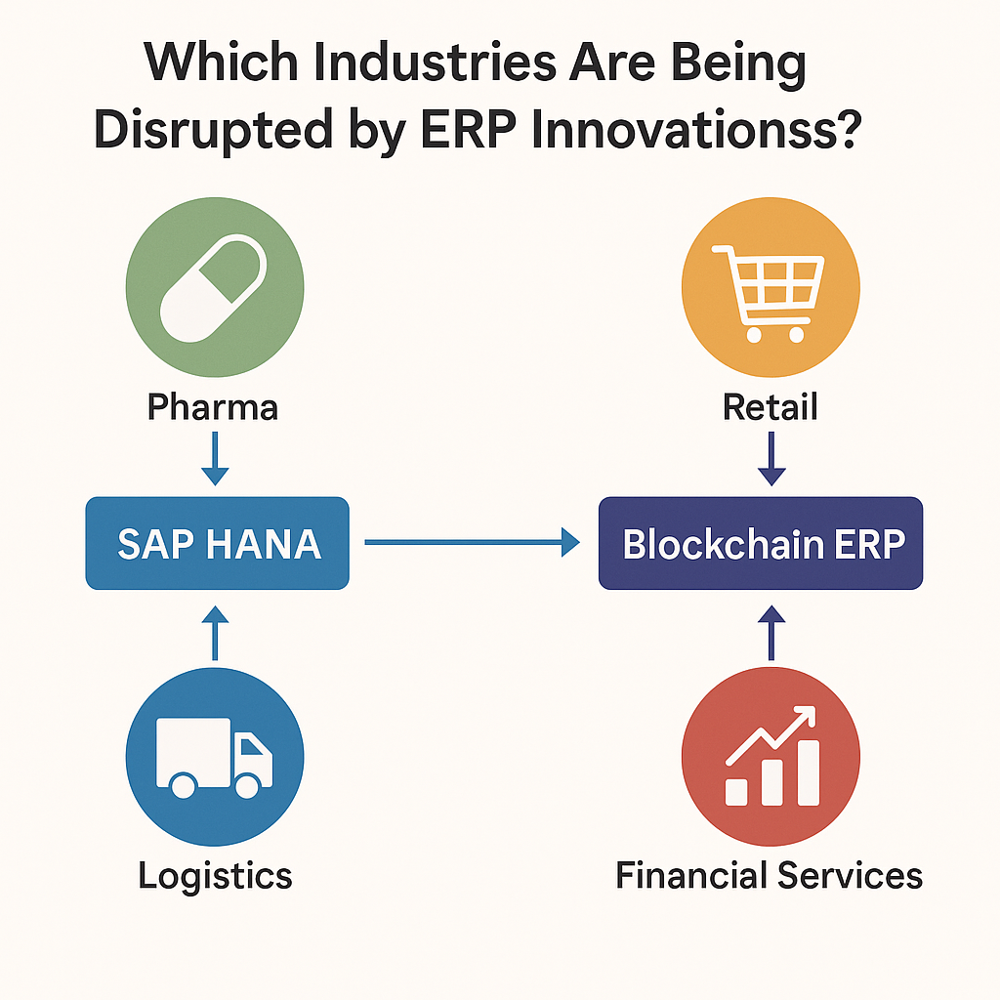 Which Industries Are Being
Disrupted by ERP Innovationss?
Pharma
Retail
SAP HANA
Blockchain ERP
Logistics
Financial Services